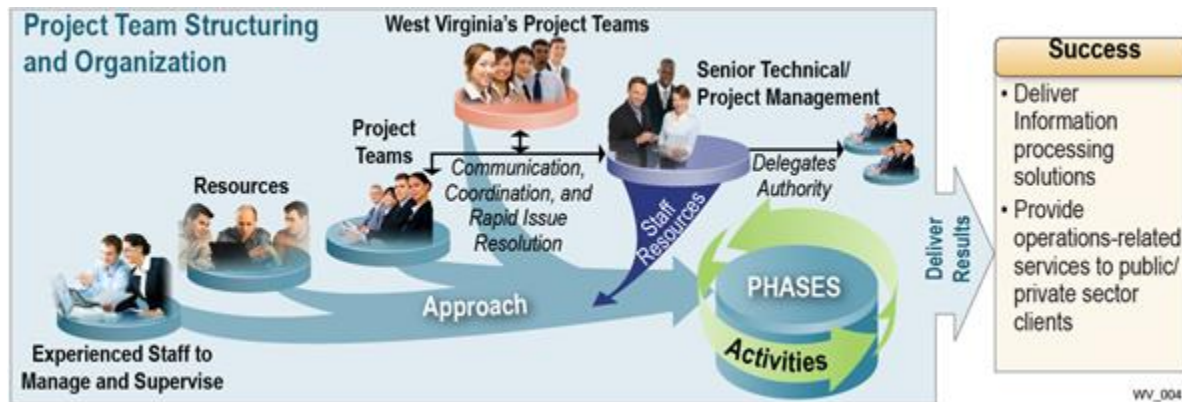 Project Team Structuring
and Organization
West Virginia's Project Teams
Senior Technical/
Project Management
Project
Teams
Communication,
Coordination, and
Rapid Issue
Resolution
Delegates
Authority
Resources
Staff
Resources
Experienced Staff to
Manage and Supervise
Approach
PHASES
Activities
Deliver
Results
Success
• Deliver
Information
processing
solutions
• Provide
operations-related
services to public/
private sector
clients
WV_004